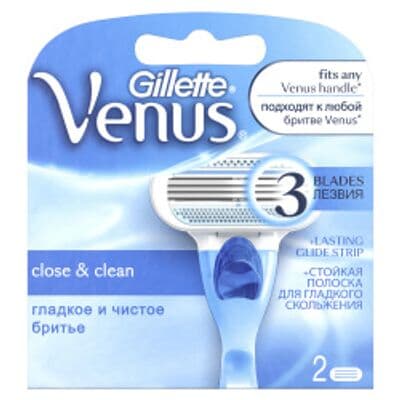 Gillette®
Venus®
fits any
Venus handle*
подходят к любой
бритве Venus*
3 BLADES
ЛЕЗВИЯ
+LASTING
GLIDE STRIP
+СТОЙКАЯ
ПОЛОСКА
ДЛЯ ГЛАДКОГО
СКОЛЬЖЕНИЯ
close & clean
гладкое и чистое
бритье
2